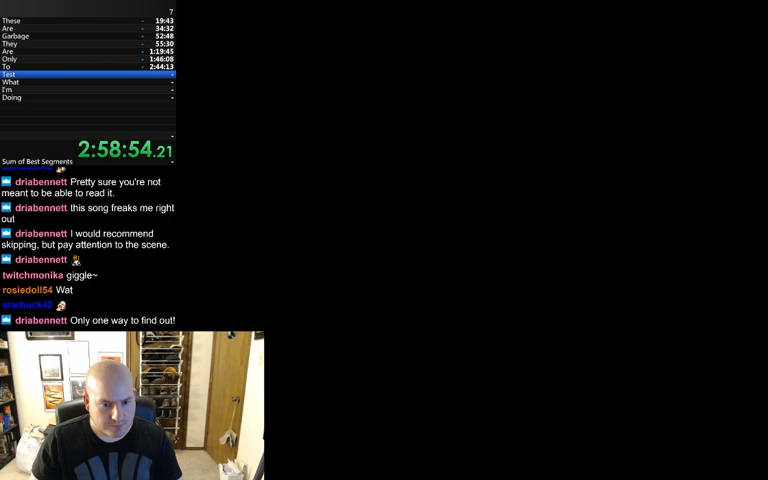 7
These - 19:43
Are - 34:32
Garbage - 52:48
They - 55:30
Are - 1:19:45
Only - 1:46:08
To - 2:44:13
Test -
What -
I'm -
Doing -
-
2:58:54.21
Sum of Best Segments -
driabennett Pretty sure you're not
meant to be able to read it.
driabennett this song freaks me right
out
driabennett I would recommend
skipping, but pay attention to the scene.
driabennett
twitchmonika giggle~
rosiedoll54 Wat
starbuck42
driabennett Only one way to find out!